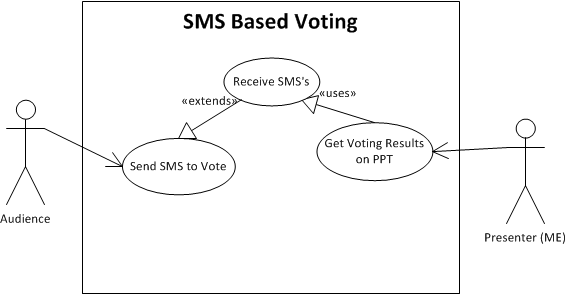 SMS Based Voting
Receive SMS's
«extends»
«uses»
Send SMS to Vote
Get Voting Results
on PPT
Audience
Presenter (ME)